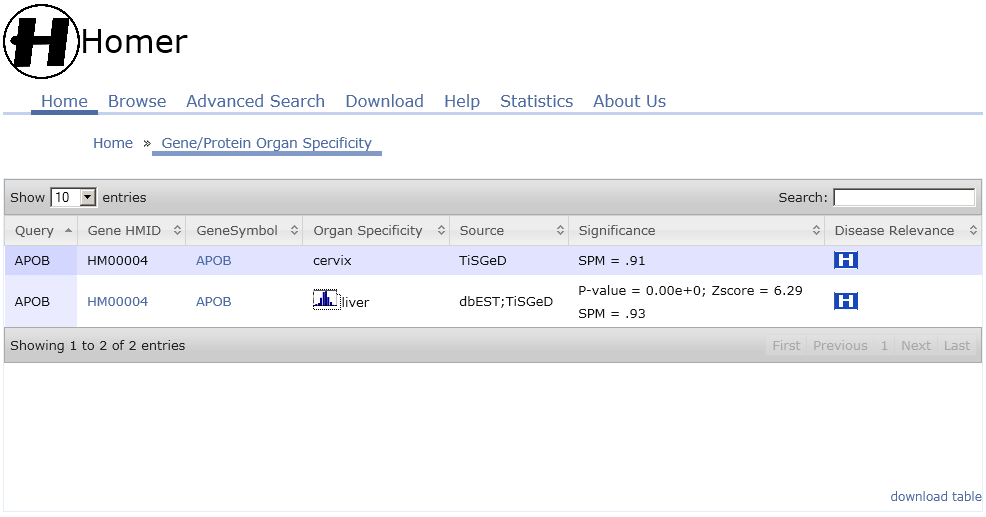 H Homer
Home Browse Advanced Search Download Help Statistics About Us
Home » Gene/Protein Organ Specificity
Show 10 entries Search:
Query Gene HMID GeneSymbol Organ Specificity Source Significance Disease Relevance
APOB HM00004 APOB cervix TiSGeD SPM = .91 H
APOB HM00004 APOB liver dbEST;TiSGeD P-value = 0.00e+0; Zscore = 6.29 H
SPM = .93
Showing 1 to 2 of 2 entries First Previous 1 Next Last
download table